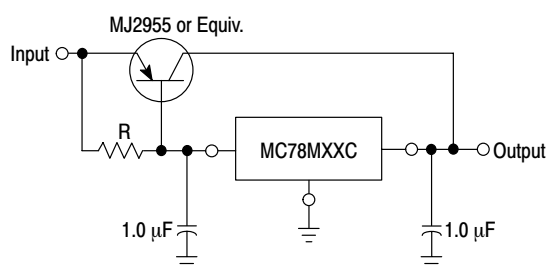 MJ2955 or Equiv.
Input
R
MC78MXXC
Output
1.0 μF
1.0 μF